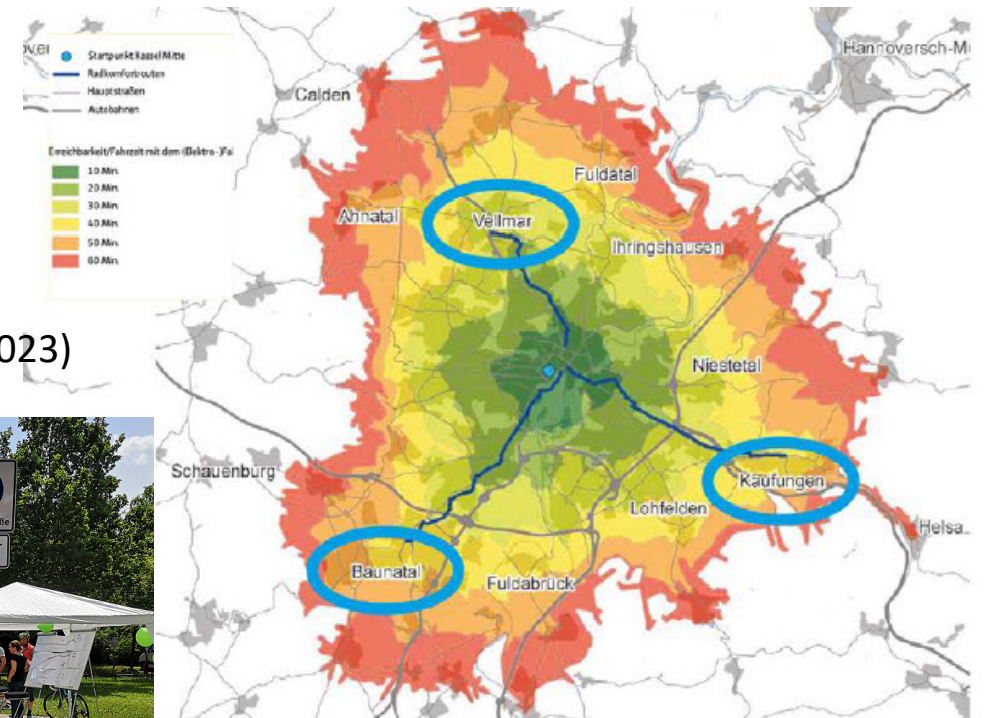 Startpunkt Kassel Mitte
Radkomfortrouten
Hauptstraßen
Autobahnen
Erreichbarkeit/Fahrzeit mit dem (Elektro-)Fa
10 Min.
20 Min.
30 Min.
40 Min.
50 Min.
60 Min.
Hannoversch-M
Calden
Fuldatal
Ahnatal
Vellmar
Ihringshausen
023)
Niestetal
Schauenburg
Kaufungen
Lohfelden
Helsa
Baunatal
Fuldabrück